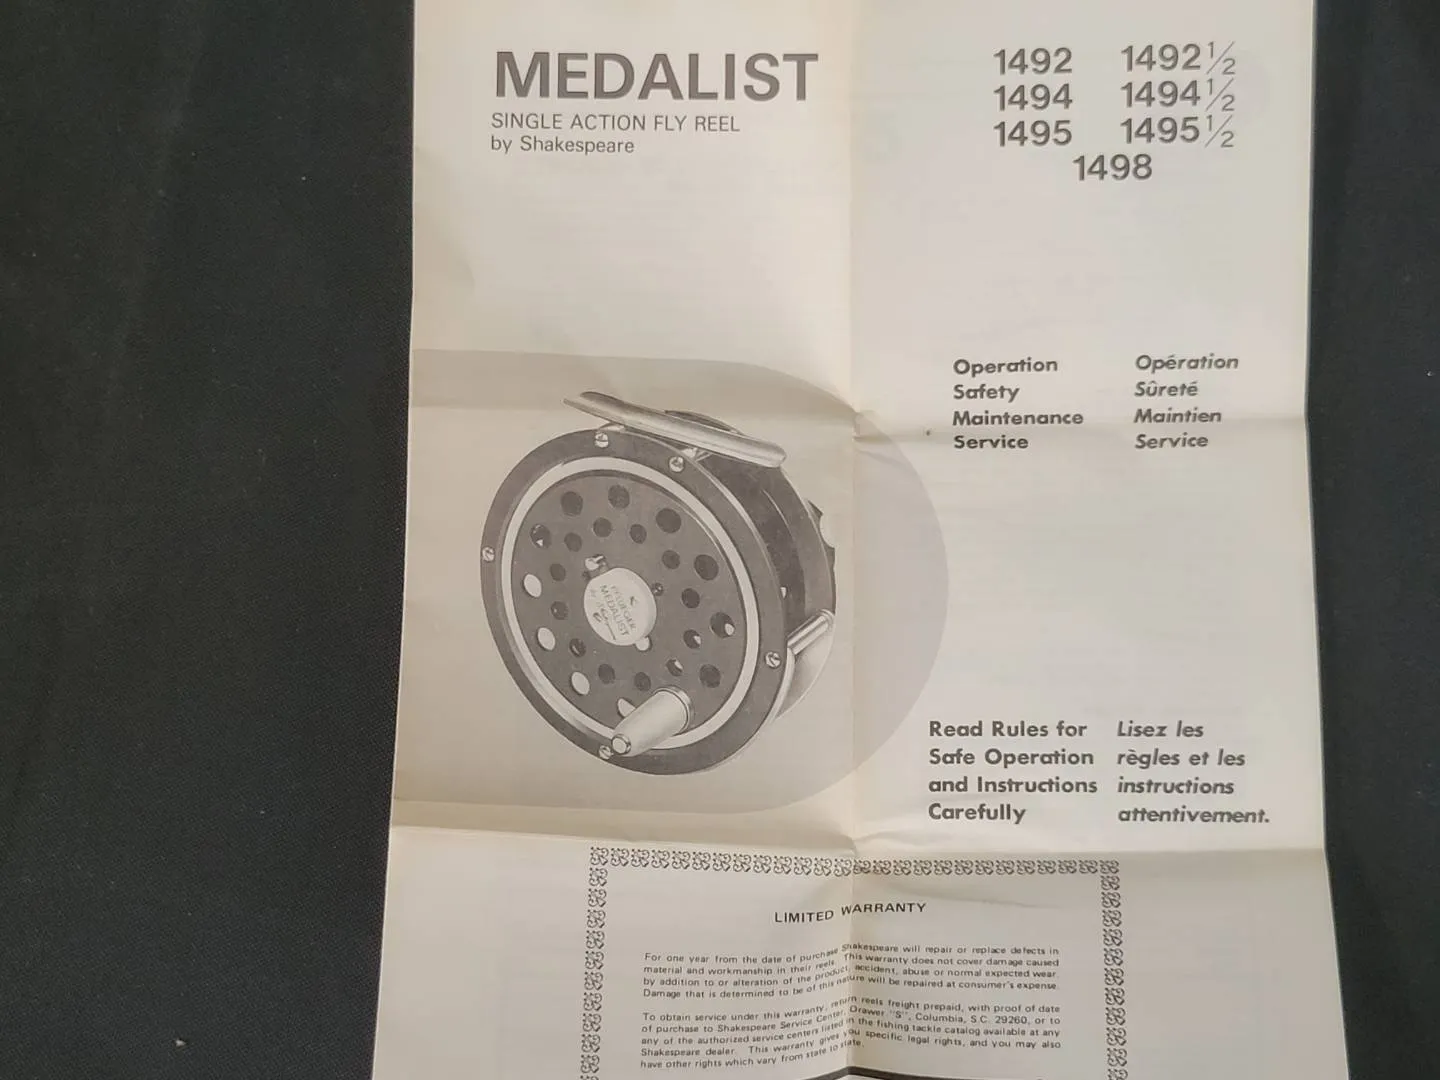 MEDALIST
SINGLE ACTION FLY REEL
by Shakespeare
1492 1492½
1494 1494½
1495 1495½
1498
Operation Opération
Safety Sûreté
Maintenance Maintien
Service Service
PFLUEGER
MEDALIST
Read Rules for Lisez les
Safe Operation règles et les
and Instructions instructions
Carefully attentivement.
LIMITED WARRANTY
For one year from the date of purchase Shakespeare will repair or replace defects in
material and workmanship in their reels. This warranty does not cover damage caused
by addition to or alteration of the product, accident, abuse or normal expected wear.
Damage that is determined to be of this nature will be repaired at consumer's expense.
To obtain service under this warranty, return reels freight prepaid, with proof of date
of purchase to Shakespeare Service Center, Drawer "S", Columbia, S.C. 29260, or to
any of the authorized service centers listed in the fishing tackle catalog available at any
Shakespeare dealer. This warranty gives you specific legal rights, and you may also
have other rights which vary from state to state.